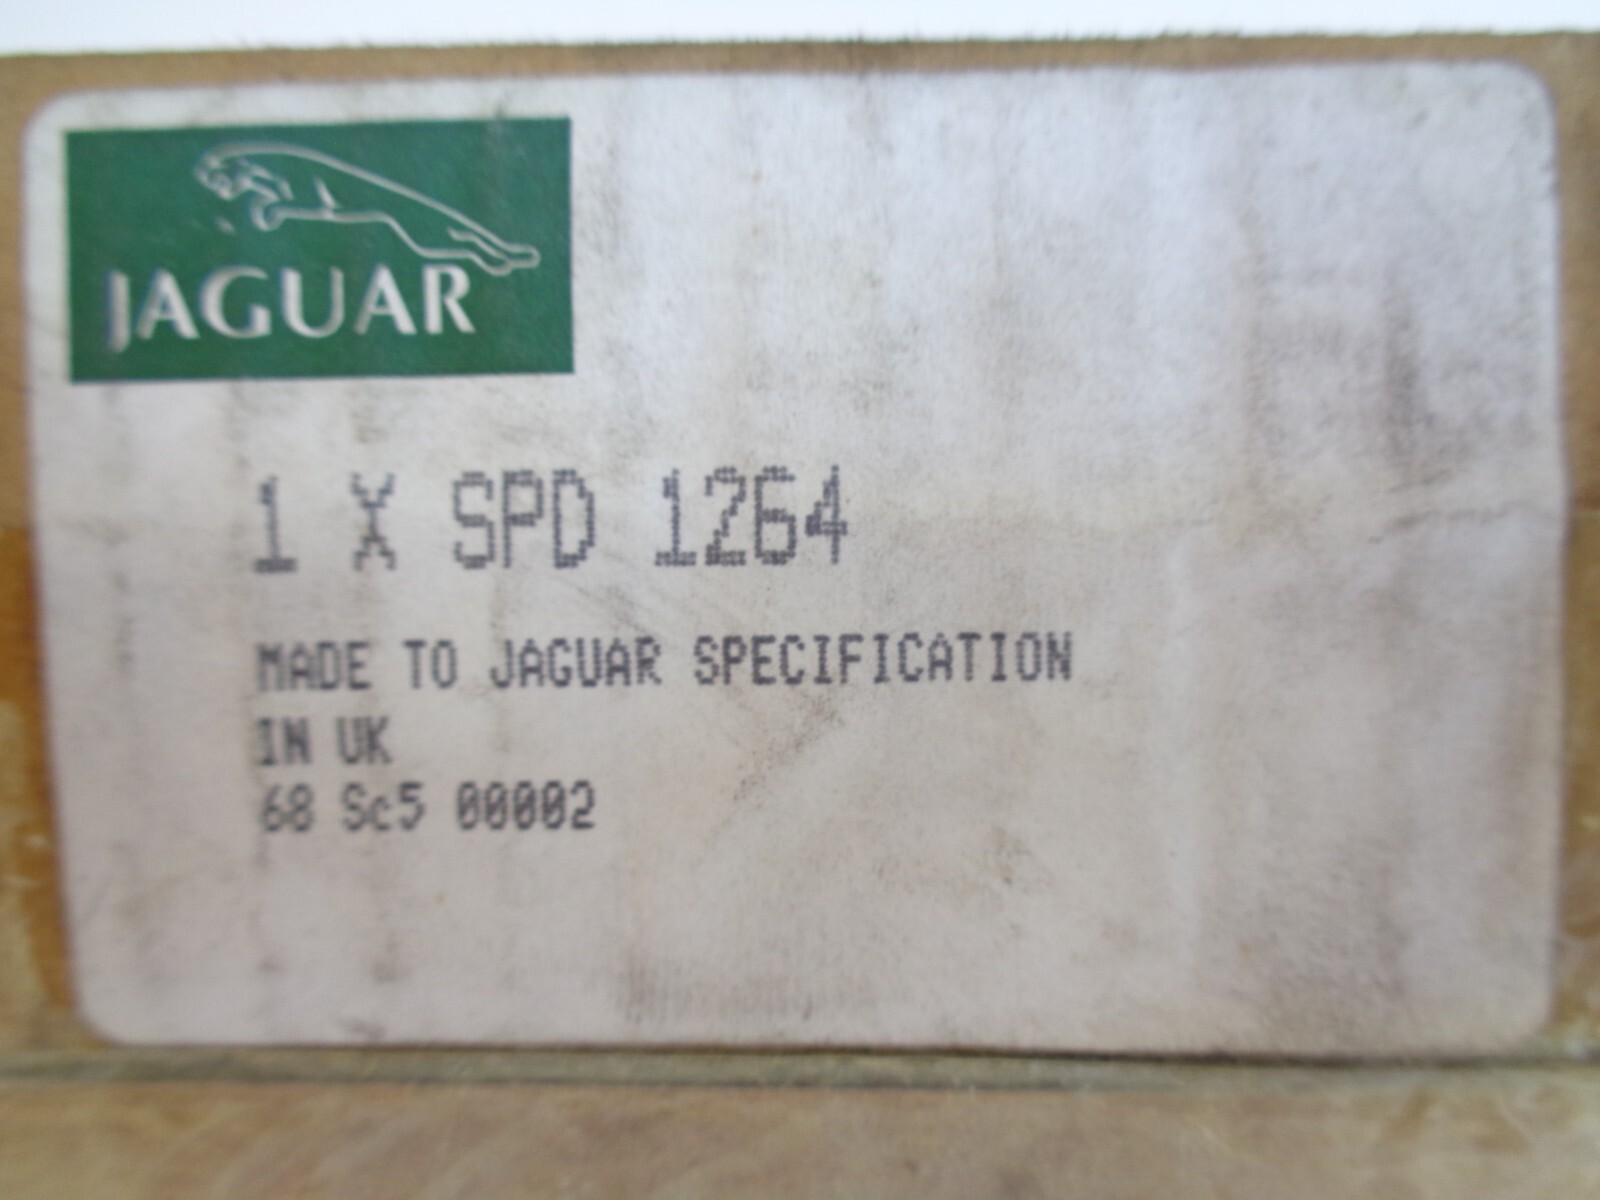 JAGUAR
1 X SPD 1264
MADE TO JAGUAR SPECIFICATION
IN UK
68 Sc5 00002